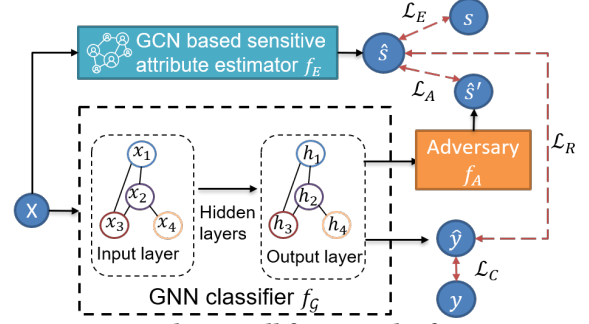 GCN based sensitive
attribute estimator f_E
ŝ
s
ℒ_E
ℒ_A
ŝ′
ℒ_R
Adversary
f_A
X
x_1
x_2
x_3
x_4
Input layer
Hidden
layers
h_1
h_2
h_3
h_4
Output layer
GNN classifier f_𝒢
ŷ
ℒ_C
y